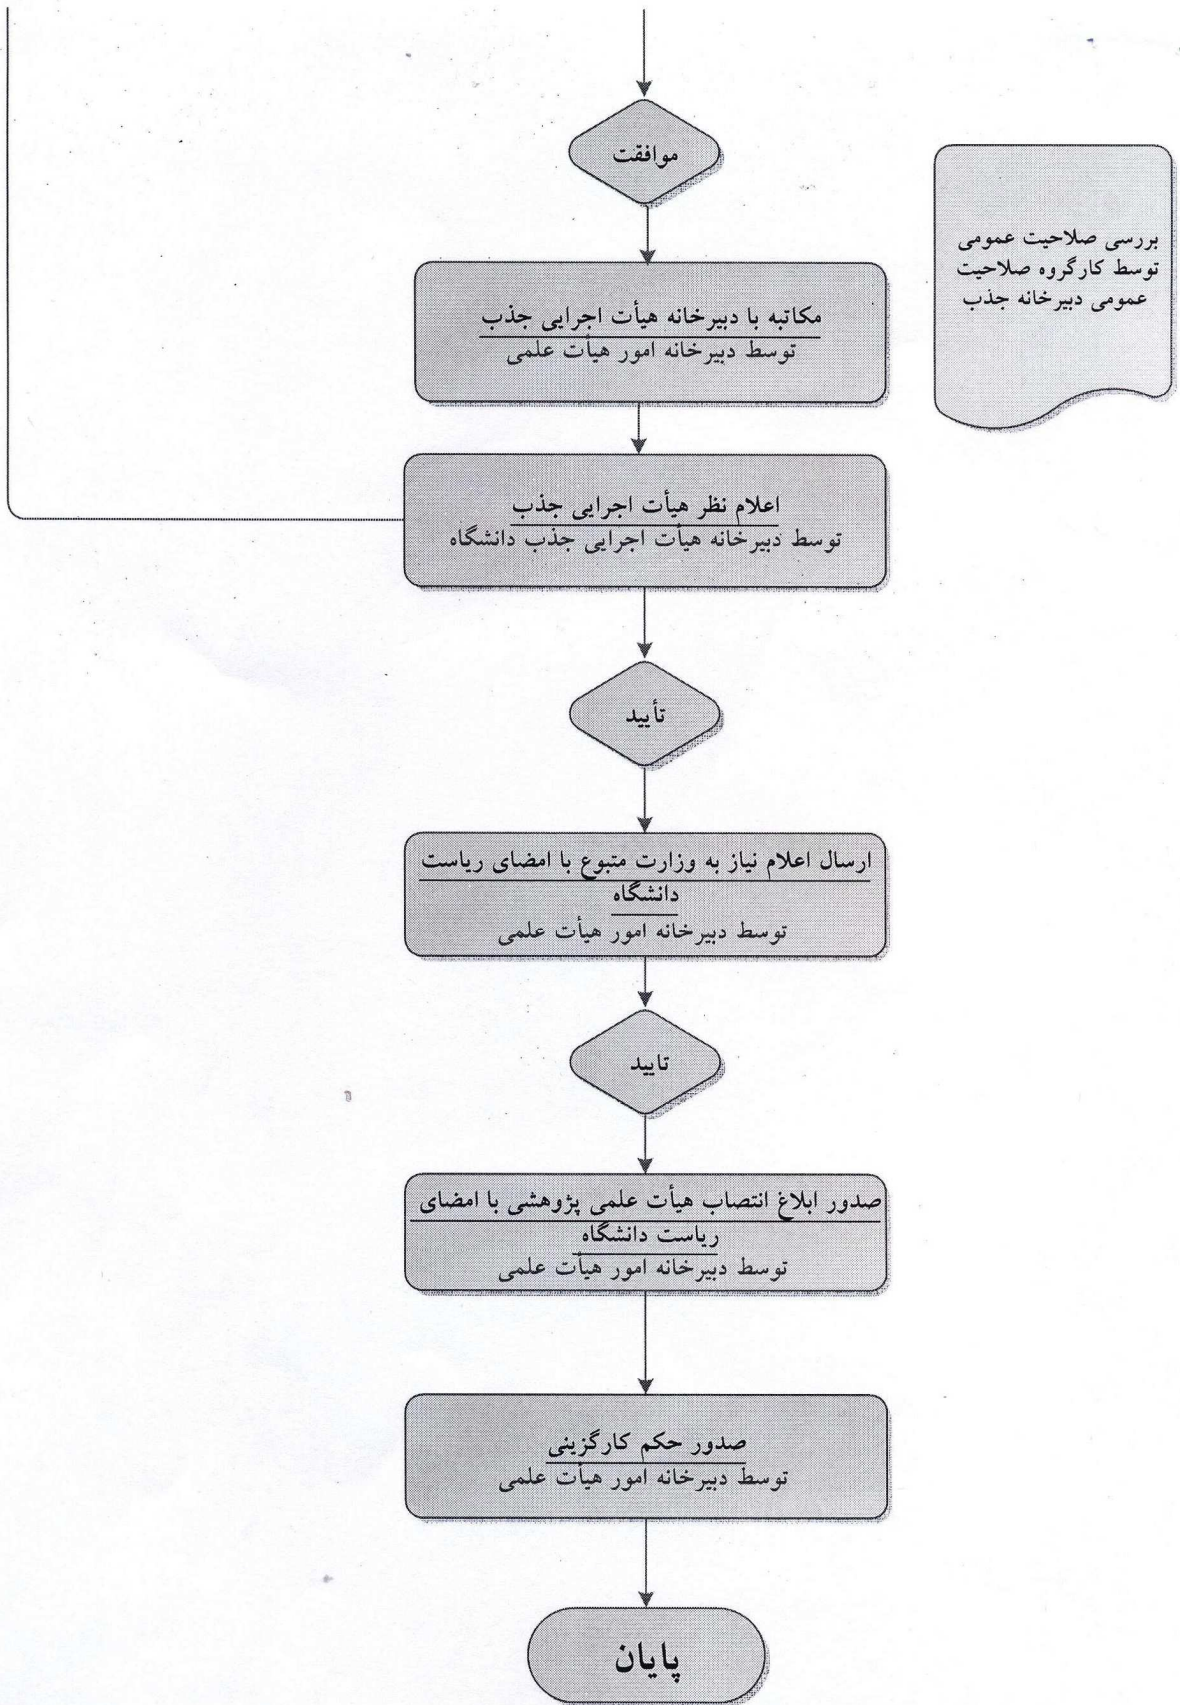 موافقت
بررسی صلاحیت عمومی
توسط کارگروه صلاحیت
عمومی دبیرخانه جذب
مکاتبه با دبیرخانه هیأت اجرایی جذب
توسط دبیرخانه امور هیأت علمی
اعلام نظر هیأت اجرایی جذب
توسط دبیرخانه هیأت اجرایی جذب دانشگاه
تأیید
ارسال اعلام نیاز به وزارت متبوع با امضای ریاست
دانشگاه
توسط دبیرخانه امور هیأت علمی
تایید
صدور ابلاغ انتصاب هیأت علمی پژوهشی با امضای
ریاست دانشگاه
توسط دبیرخانه امور هیأت علمی
صدور حکم کارگزینی
توسط دبیرخانه امور هیأت علمی
پایان